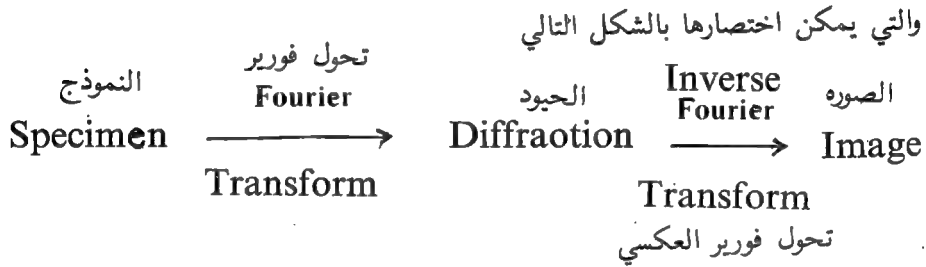 والتي يمكن اختصارها بالشكل التالي
النموذج تحول فورير الحيود Inverse الصوره
Specimen Fourier Diffraotion Fourier Image
Transform Transform
تحول فورير العكسي